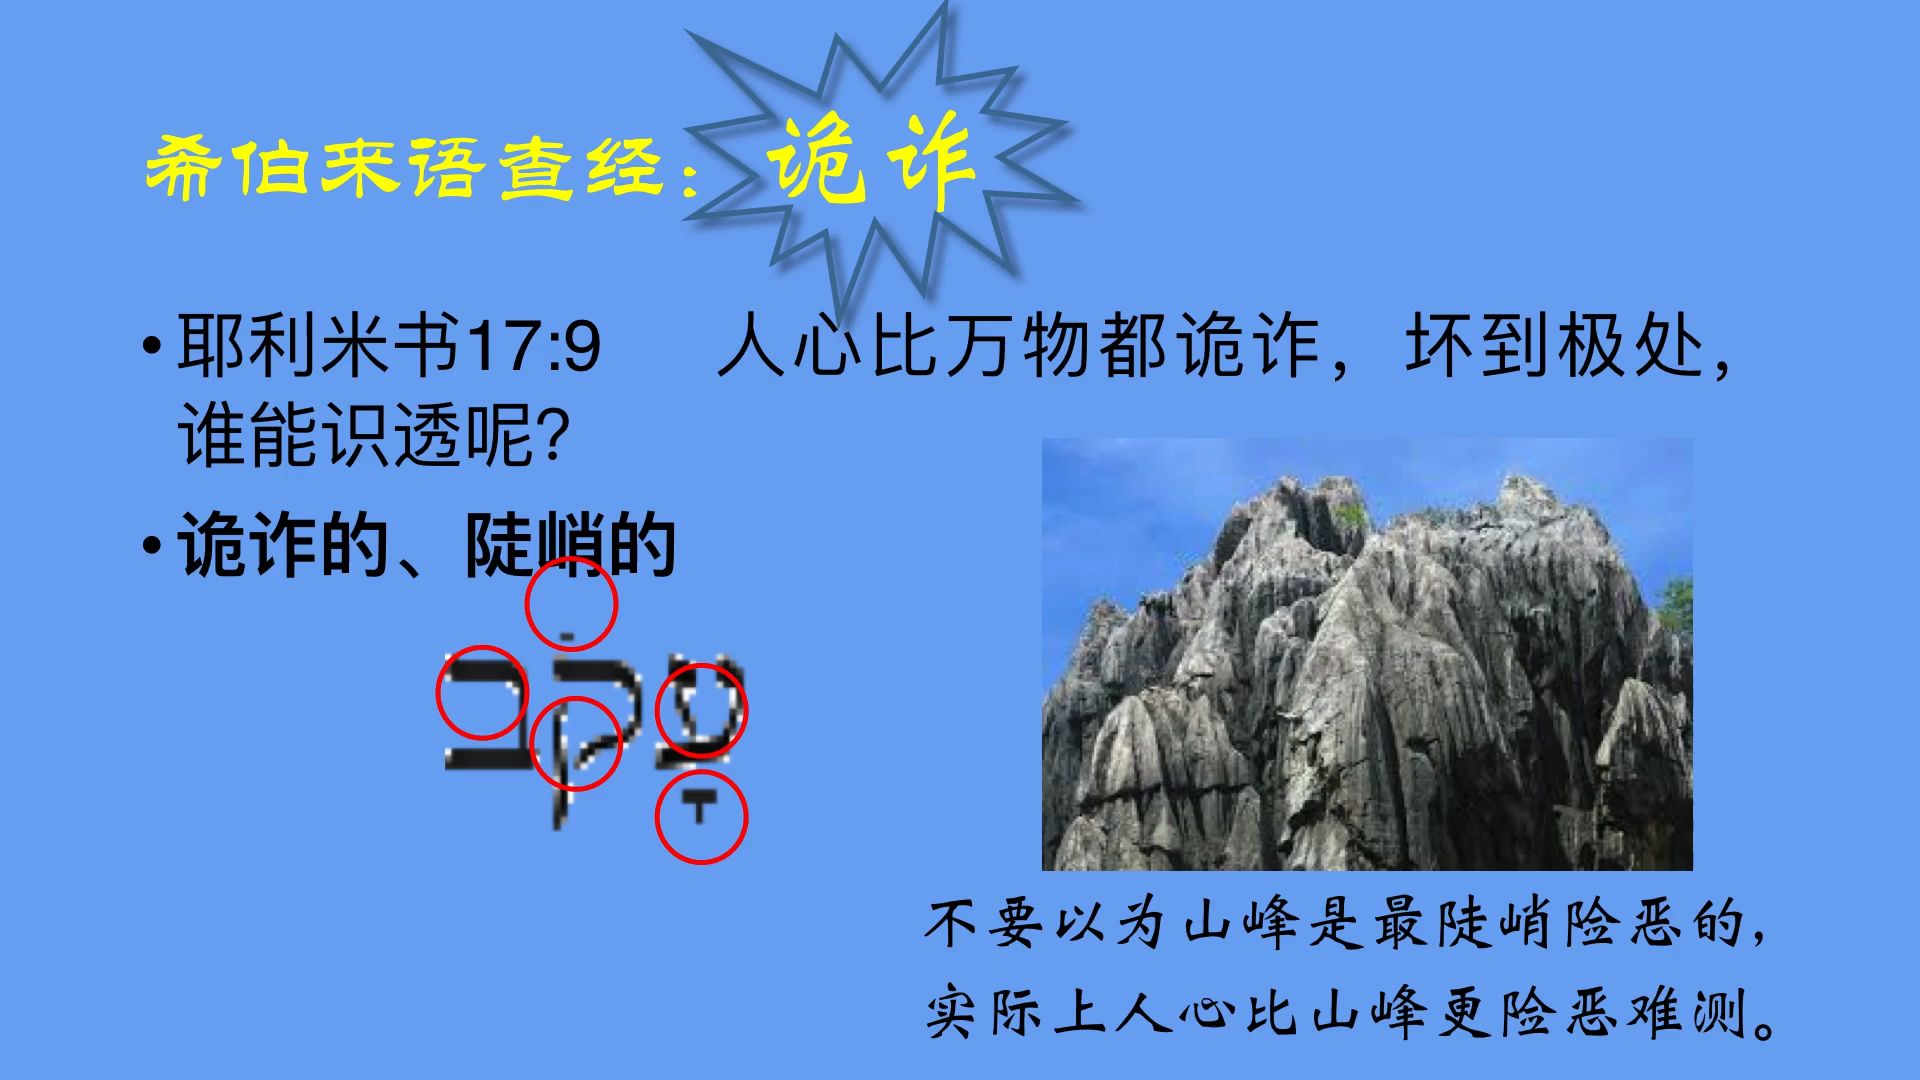 希伯来语查经：诡诈
• 耶利米书17:9 人心比万物都诡诈，坏到极处，
谁能识透呢？
• 诡诈的、陡峭的
עָקֹב
不要以为山峰是最陡峭险恶的，
实际上人心比山峰更险恶难测。